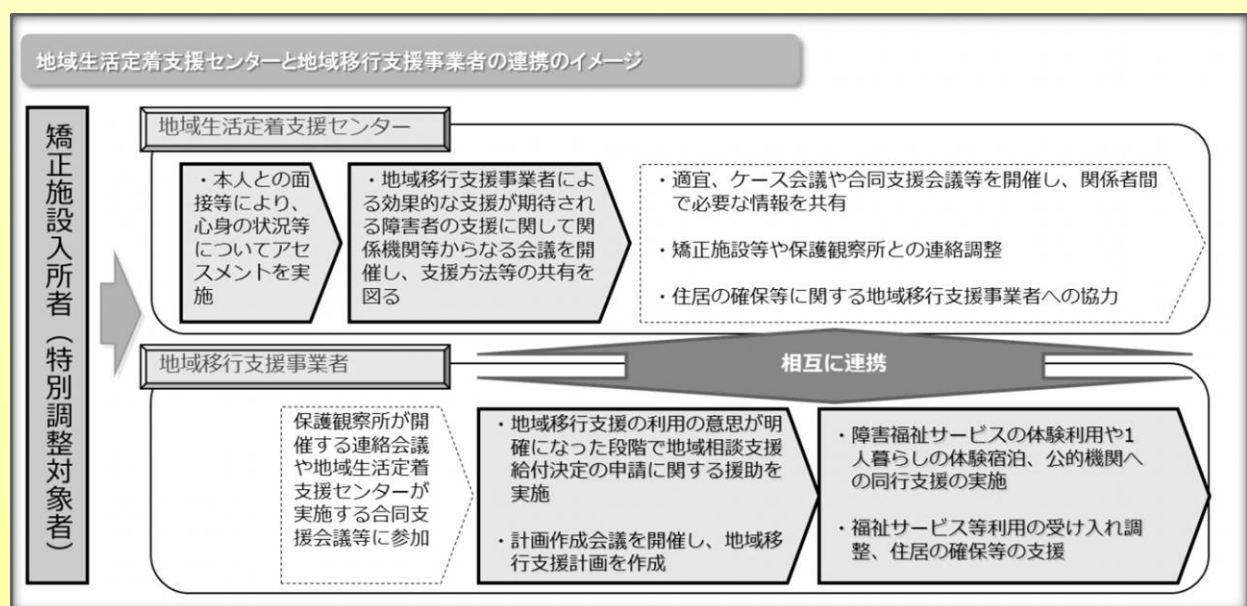 地域生活定着支援センターと地域移行支援事業者の連携のイメージ
矯正施設入所者（特別調整対象者）
地域生活定着支援センター
・本人との面
接等により、
心身の状況等
についてアセ
スメントを実
施
・地域移行支援事業者によ
る効果的な支援が期待され
る障害者の支援に関して関
係機関等からなる会議を開
催し、支援方法等の共有を
図る
・適宜、ケース会議や合同支援会議等を開催し、関係者間
で必要な情報を共有
・矯正施設等や保護観察所との連絡調整
・住居の確保等に関する地域移行支援事業者への協力
相互に連携
地域移行支援事業者
保護観察所が開
催する連絡会議
や地域生活定着
支援センターが
実施する合同支
援会議等に参加
・地域移行支援の利用の意思が明
確になった段階で地域相談支援
給付決定の申請に関する援助を
実施
・計画作成会議を開催し、地域移
行支援計画を作成
・障害福祉サービスの体験利用や1
人暮らしの体験宿泊、公的機関へ
の同行支援の実施
・福祉サービス等利用の受け入れ調
整、住居の確保等の支援